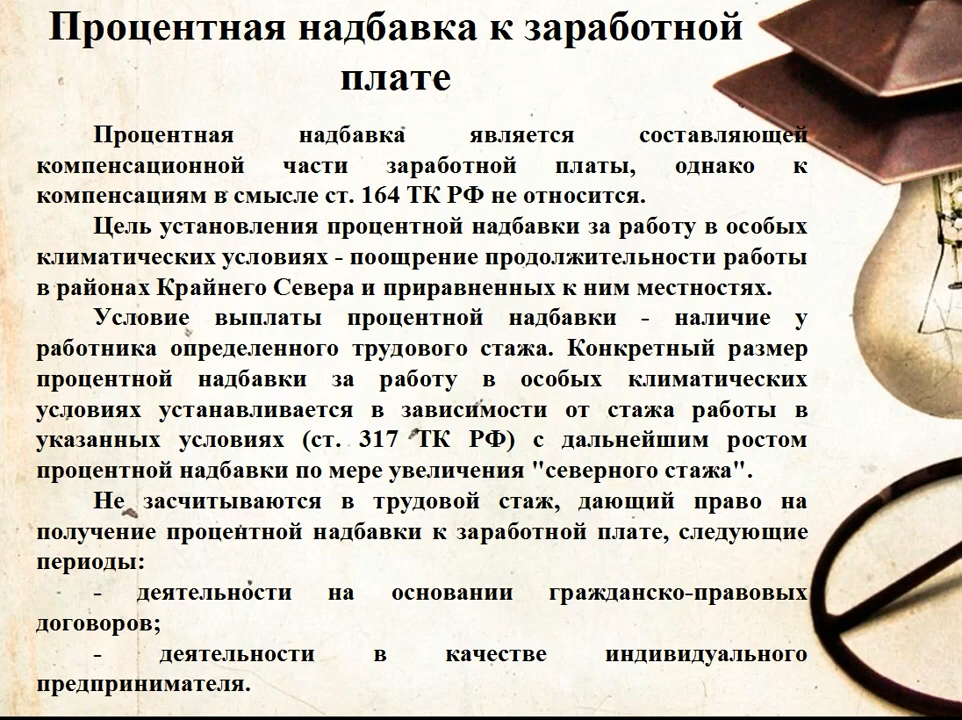 Процентная надбавка к заработной
плате
Процентная надбавка является составляющей
компенсационной части заработной платы, однако к
компенсациям в смысле ст. 164 ТК РФ не относится.
Цель установления процентной надбавки за работу в особых
климатических условиях - поощрение продолжительности работы
в районах Крайнего Севера и приравненных к ним местностях.
Условие выплаты процентной надбавки - наличие у
работника определенного трудового стажа. Конкретный размер
процентной надбавки за работу в особых климатических
условиях устанавливается в зависимости от стажа работы в
указанных условиях (ст. 317 ТК РФ) с дальнейшим ростом
процентной надбавки по мере увеличения "северного стажа".
Не засчитываются в трудовой стаж, дающий право на
получение процентной надбавки к заработной плате, следующие
периоды:
- деятельности на основании гражданско-правовых
договоров;
- деятельности в качестве индивидуального
предпринимателя.